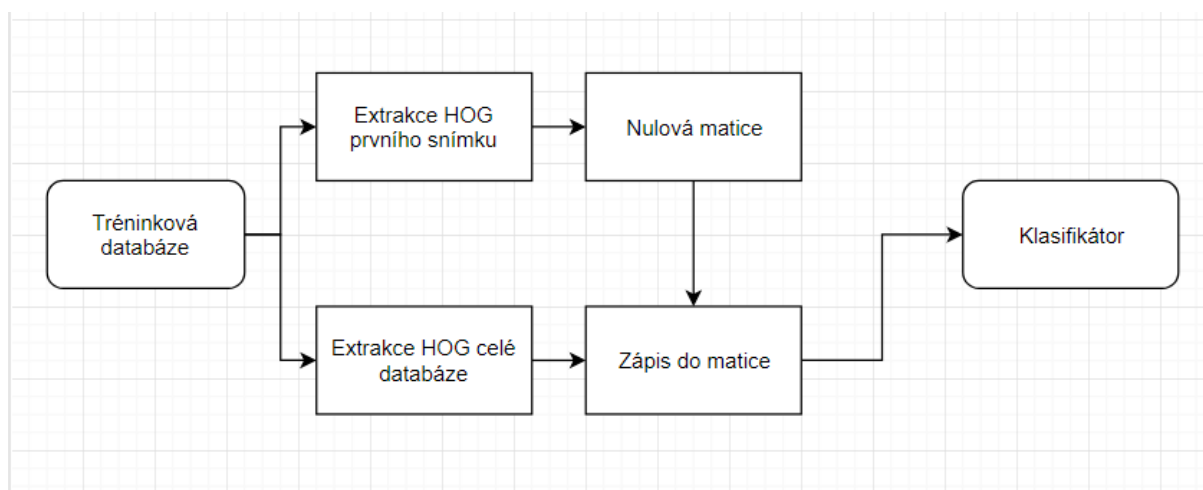 Extrakce HOG
prvního snímku
Nulová matice
Tréninková
databáze
Klasifikátor
Extrakce HOG celé
databáze
Zápis do matice